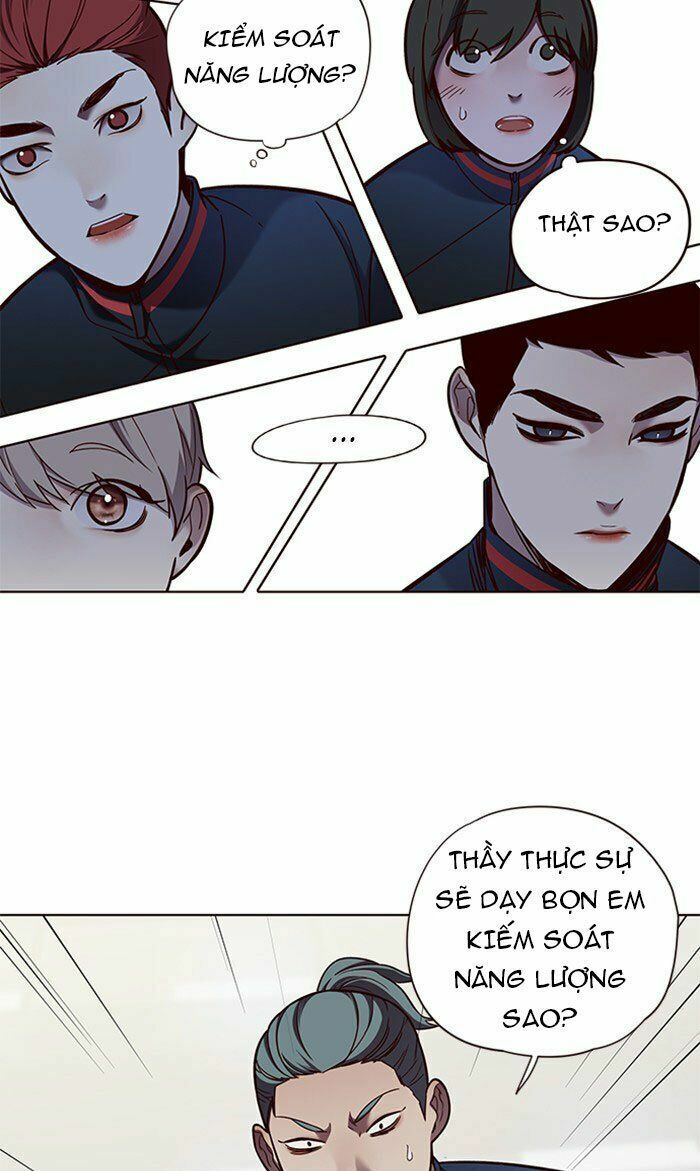 KIỂM SOÁT
NĂNG LƯỢNG?
THẬT SAO?
...
THẦY THỰC SỰ
SẼ DẠY BỌN EM
KIẾM SOÁT
NĂNG LƯỢNG
SAO?